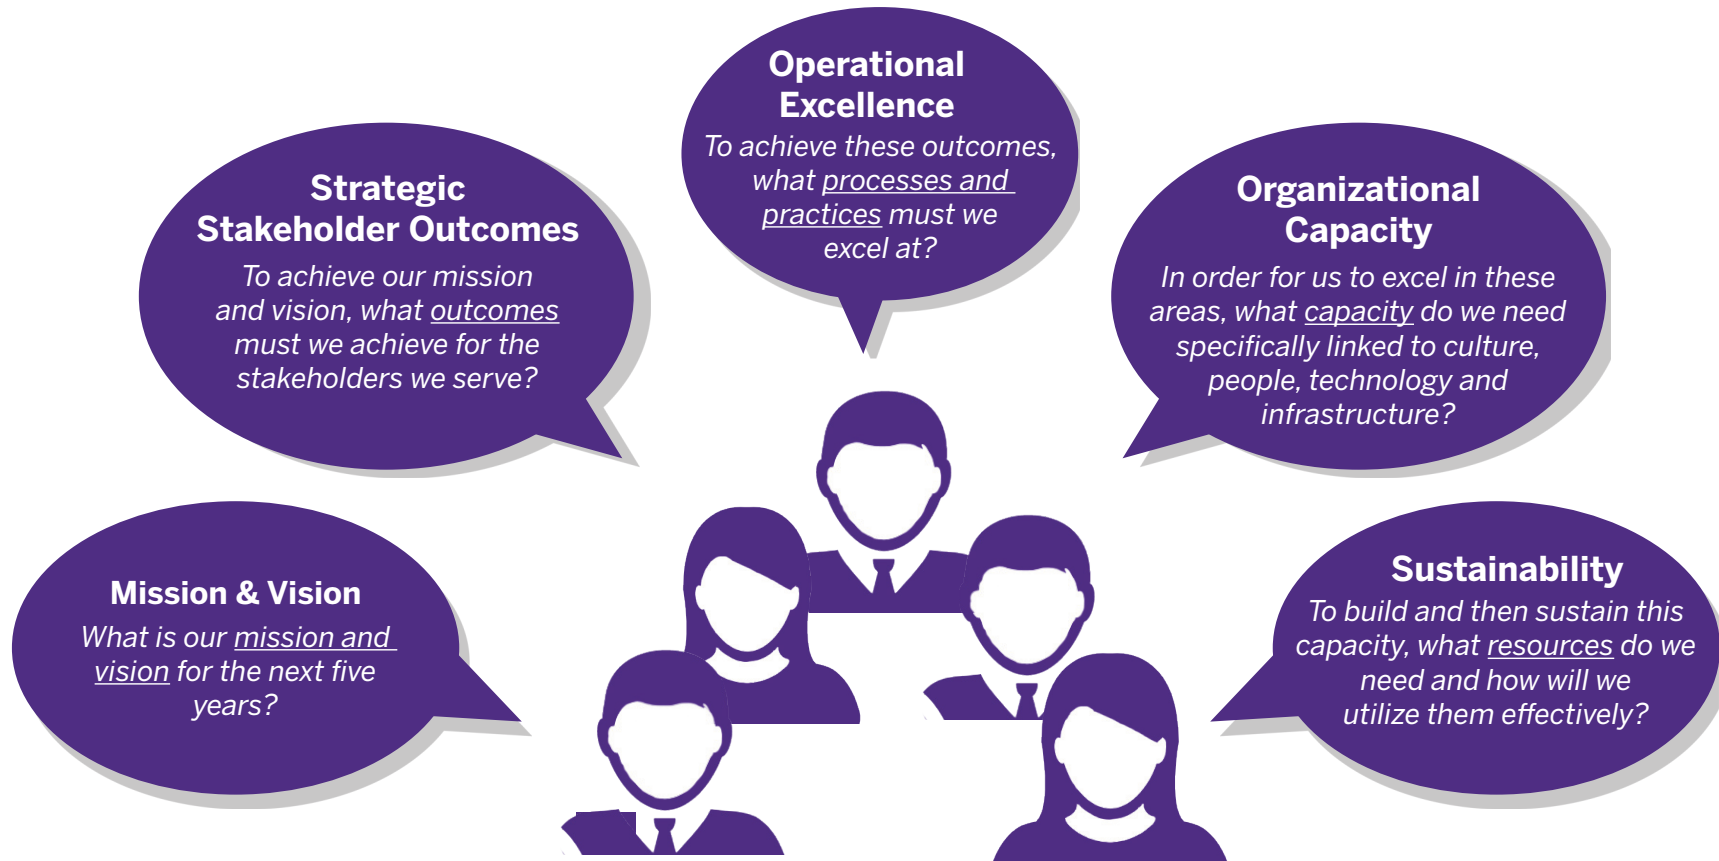 Mission & Vision
What is our mission and
vision for the next five
years?
Strategic
Stakeholder Outcomes
To achieve our mission
and vision, what outcomes
must we achieve for the
stakeholders we serve?
Operational
Excellence
To achieve these outcomes,
what processes and
practices must we
excel at?
Organizational
Capacity
In order for us to excel in these
areas, what capacity do we need
specifically linked to culture,
people, technology and
infrastructure?
Sustainability
To build and then sustain this
capacity, what resources do we
need and how will we
utilize them effectively?